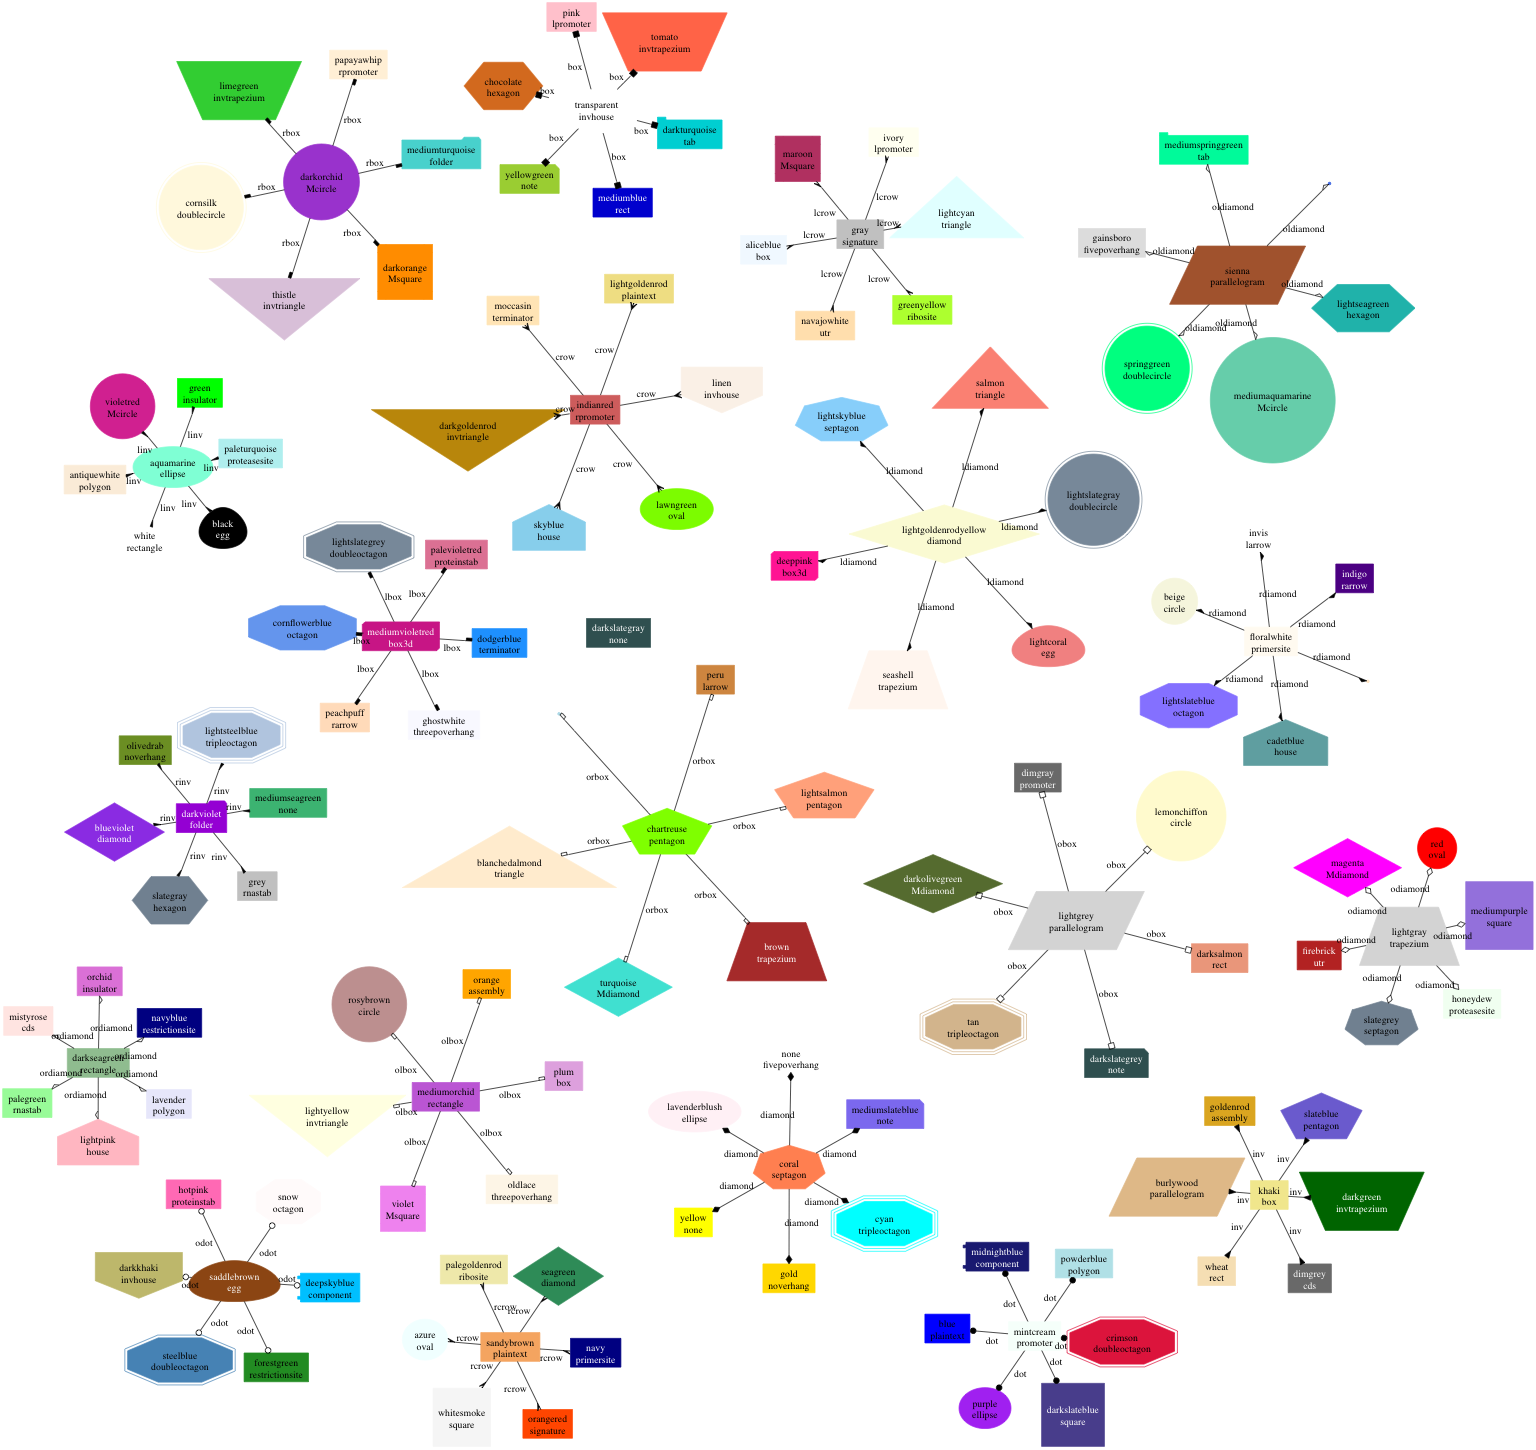 pink
lpromoter
tomato
invtrapezium
chocolate
hexagon
transparent
invhouse
darkturquoise
tab
yellowgreen
note
mediumblue
rect
box
box
box
box
box
box
papayawhip
rpromoter
limegreen
invtrapezium
mediumturquoise
folder
darkorchid
Mcircle
cornsilk
doublecircle
darkorange
Msquare
thistle
invtriangle
rbox
rbox
rbox
rbox
rbox
rbox
maroon
Msquare
ivory
lpromoter
lightcyan
triangle
gray
signature
aliceblue
box
navajowhite
utr
greenyellow
ribosite
lcrow
lcrow
lcrow
lcrow
lcrow
lcrow
mediumspringgreen
tab
gainsboro
fivepoverhang
sienna
parallelogram
lightseagreen
hexagon
springgreen
doublecircle
mediumaquamarine
Mcircle
oldiamond
oldiamond
oldiamond
oldiamond
oldiamond
oldiamond
moccasin
terminator
lightgoldenrod
plaintext
linen
invhouse
indianred
rpromoter
darkgoldenrod
invtriangle
skyblue
house
lawngreen
oval
crow
crow
crow
crow
crow
crow
violetred
Mcircle
green
insulator
paleturquoise
proteasesite
aquamarine
ellipse
antiquewhite
polygon
white
rectangle
black
egg
linv
linv
linv
linv
linv
linv
salmon
triangle
lightskyblue
septagon
lightslategray
doublecircle
lightgoldenrodyellow
diamond
deeppink
box3d
seashell
trapezium
lightcoral
egg
ldiamond
ldiamond
ldiamond
ldiamond
ldiamond
ldiamond
lightslategrey
doubleoctagon
palevioletred
proteinstab
cornflowerblue
octagon
mediumvioletred
box3d
dodgerblue
terminator
peachpuff
rarrow
ghostwhite
threepoverhang
lbox
lbox
lbox
lbox
lbox
lbox
darkslategray
none
invis
larrow
indigo
rarrow
beige
circle
floralwhite
primersite
lightslateblue
octagon
cadetblue
house
rdiamond
rdiamond
rdiamond
rdiamond
rdiamond
rdiamond
lightsteelblue
tripleoctagon
olivedrab
noverhang
mediumseagreen
none
darkviolet
folder
blueviolet
diamond
slategray
hexagon
grey
rnastab
rinv
rinv
rinv
rinv
rinv
rinv
peru
larrow
lightsalmon
pentagon
chartreuse
pentagon
blanchedalmond
triangle
turquoise
Mdiamond
brown
trapezium
orbox
orbox
orbox
orbox
orbox
orbox
dimgray
promoter
lemonchiffon
circle
darkolivegreen
Mdiamond
lightgrey
parallelogram
darksalmon
rect
tan
tripleoctagon
darkslategrey
note
obox
obox
obox
obox
obox
obox
red
oval
magenta
Mdiamond
mediumpurple
square
lightgray
trapezium
firebrick
utr
slategrey
septagon
honeydew
proteasesite
odiamond
odiamond
odiamond
odiamond
odiamond
odiamond
orchid
insulator
mistyrose
cds
navyblue
restrictionsite
darkseagreen
rectangle
palegreen
rnastab
lavender
polygon
lightpink
house
ordiamond
ordiamond
ordiamond
ordiamond
ordiamond
ordiamond
rosybrown
circle
orange
assembly
plum
box
mediumorchid
rectangle
lightyellow
invtriangle
violet
Msquare
oldlace
threepoverhang
olbox
olbox
olbox
olbox
olbox
olbox
none
fivepoverhang
lavenderblush
ellipse
mediumslateblue
note
coral
septagon
yellow
none
cyan
tripleoctagon
gold
noverhang
diamond
diamond
diamond
diamond
diamond
diamond
goldenrod
assembly
slateblue
pentagon
burlywood
parallelogram
khaki
box
darkgreen
invtrapezium
wheat
rect
dimgrey
cds
inv
inv
inv
inv
inv
inv
hotpink
proteinstab
snow
octagon
darkkhaki
invhouse
saddlebrown
egg
deepskyblue
component
steelblue
doubleoctagon
forestgreen
restrictionsite
odot
odot
odot
odot
odot
odot
palegoldenrod
ribosite
seagreen
diamond
azure
oval
sandybrown
plaintext
navy
primersite
whitesmoke
square
orangered
signature
rcrow
rcrow
rcrow
rcrow
rcrow
rcrow
midnightblue
component
powderblue
polygon
blue
plaintext
mintcream
promoter
crimson
doubleoctagon
purple
ellipse
darkslateblue
square
dot
dot
dot
dot
dot
dot